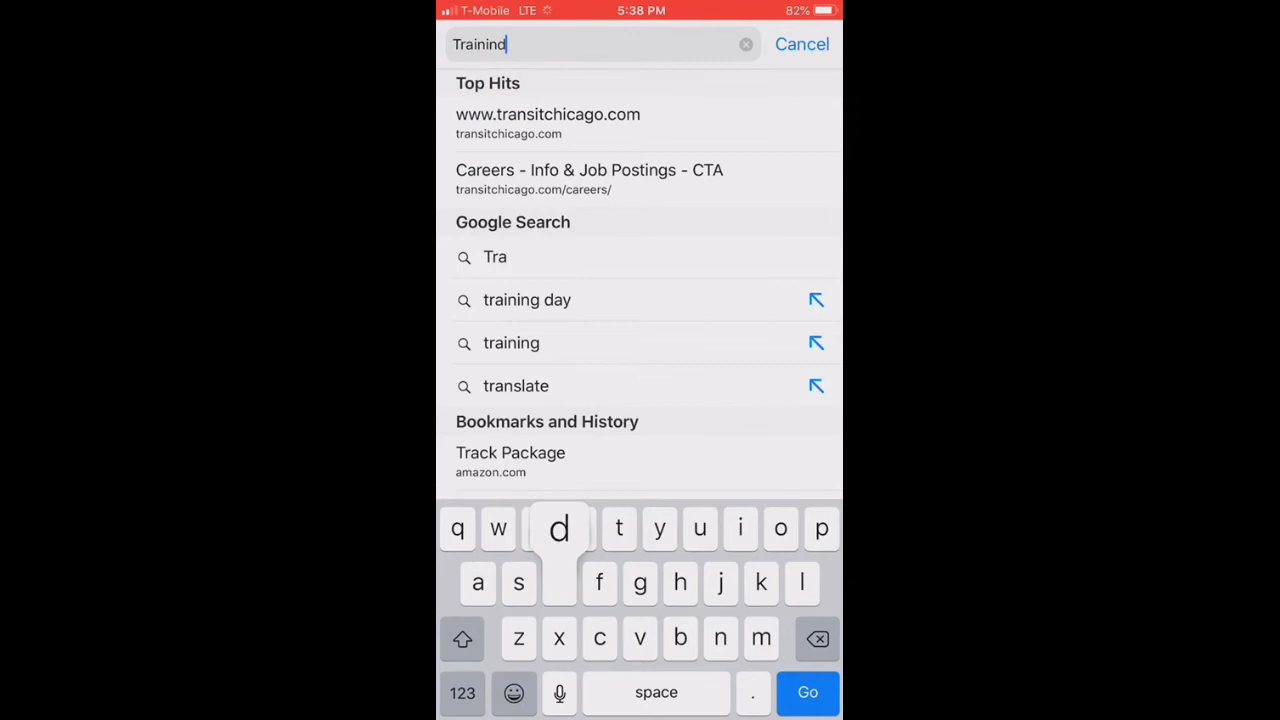 T-Mobile LTE 5:38 PM 82%
Trainind Cancel
Top Hits
www.transitchicago.com
transitchicago.com
Careers - Info & Job Postings - CTA
transitchicago.com/careers/
Google Search
Tra
training day
training
translate
Bookmarks and History
Track Package
amazon.com
q w d t y u i o p
a s f g h j k l
z x c v b n m
123 space . Go